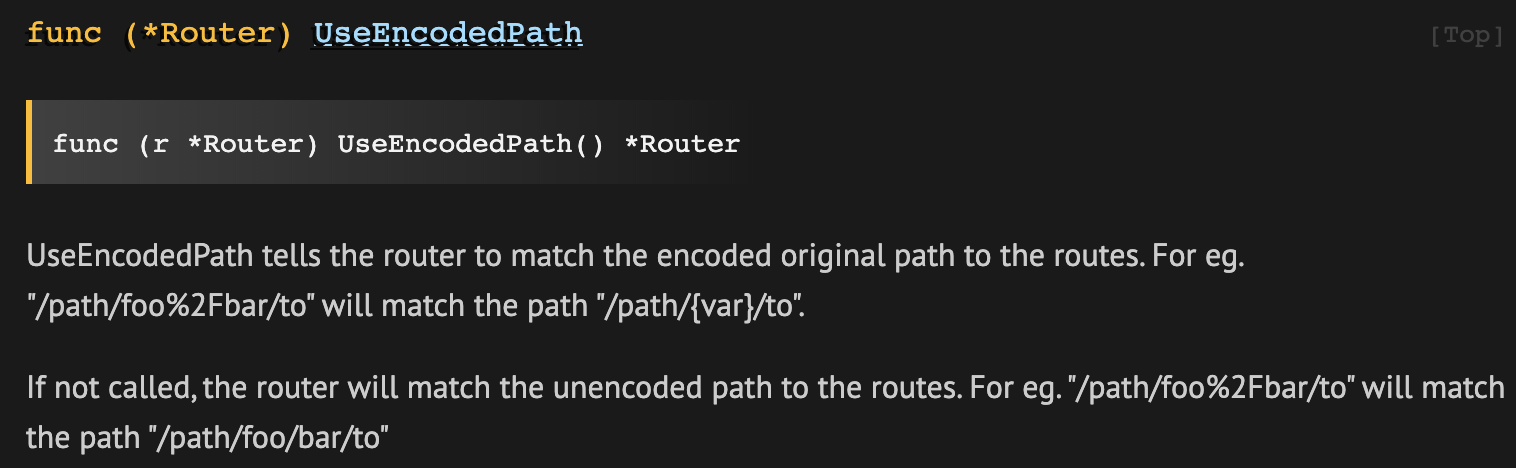 func (*Router) UseEncodedPath [Top]
func (r *Router) UseEncodedPath() *Router
UseEncodedPath tells the router to match the encoded original path to the routes. For eg.
"/path/foo%2Fbar/to" will match the path "/path/{var}/to".
If not called, the router will match the unencoded path to the routes. For eg. "/path/foo%2Fbar/to" will match
the path "/path/foo/bar/to"